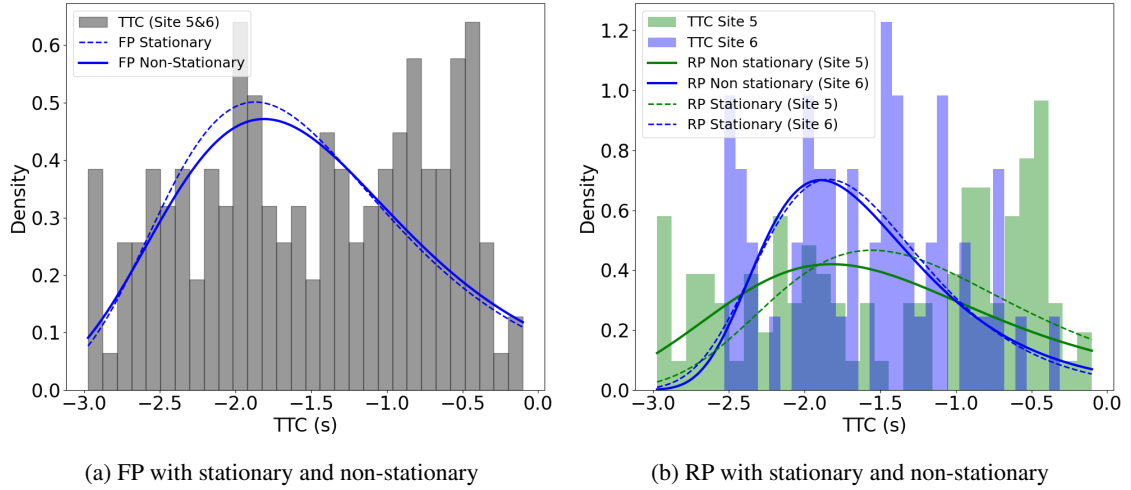 TTC (Site 5&6)
FP Stationary
FP Non-Stationary
Density
0.6
0.5
0.4
0.3
0.2
0.1
0.0
−3.0 −2.5 −2.0 −1.5 −1.0 −0.5 0.0
TTC (s)
(a) FP with stationary and non-stationary
TTC Site 5
TTC Site 6
RP Non stationary (Site 5)
RP Non stationary (Site 6)
RP Stationary (Site 5)
RP Stationary (Site 6)
Density
1.2
1.0
0.8
0.6
0.4
0.2
0.0
−3.0 −2.5 −2.0 −1.5 −1.0 −0.5 0.0
TTC (s)
(b) RP with stationary and non-stationary